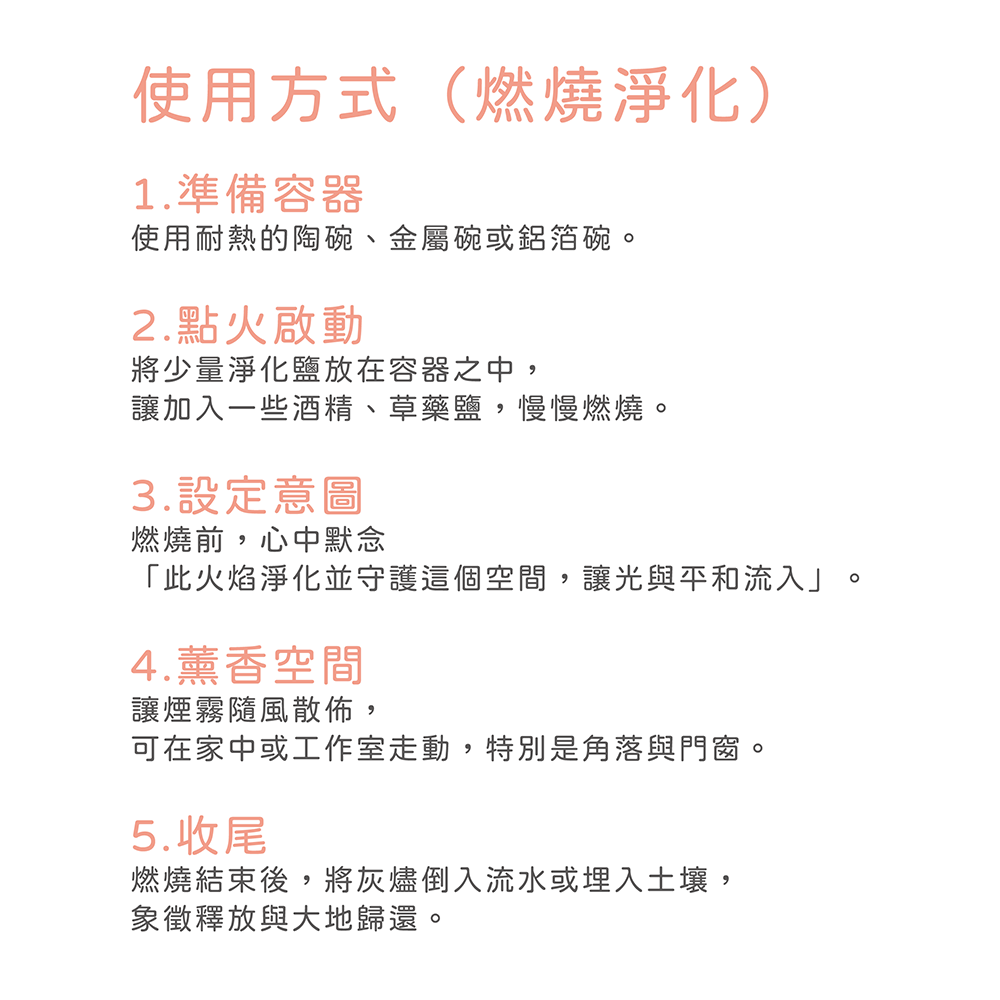 使用方式（燃燒淨化）
1.準備容器
使用耐熱的陶碗、金屬碗或鋁箔碗。
2.點火啟動
將少量淨化鹽放在容器之中，
讓加入一些酒精、草藥鹽，慢慢燃燒。
3.設定意圖
燃燒前，心中默念
「此火焰淨化並守護這個空間，讓光與平和流入」。
4.薰香空間
讓煙霧隨風散佈，
可在家中或工作室走動，特別是角落與門窗。
5.收尾
燃燒結束後，將灰燼倒入流水或埋入土壤，
象徵釋放與大地歸還。